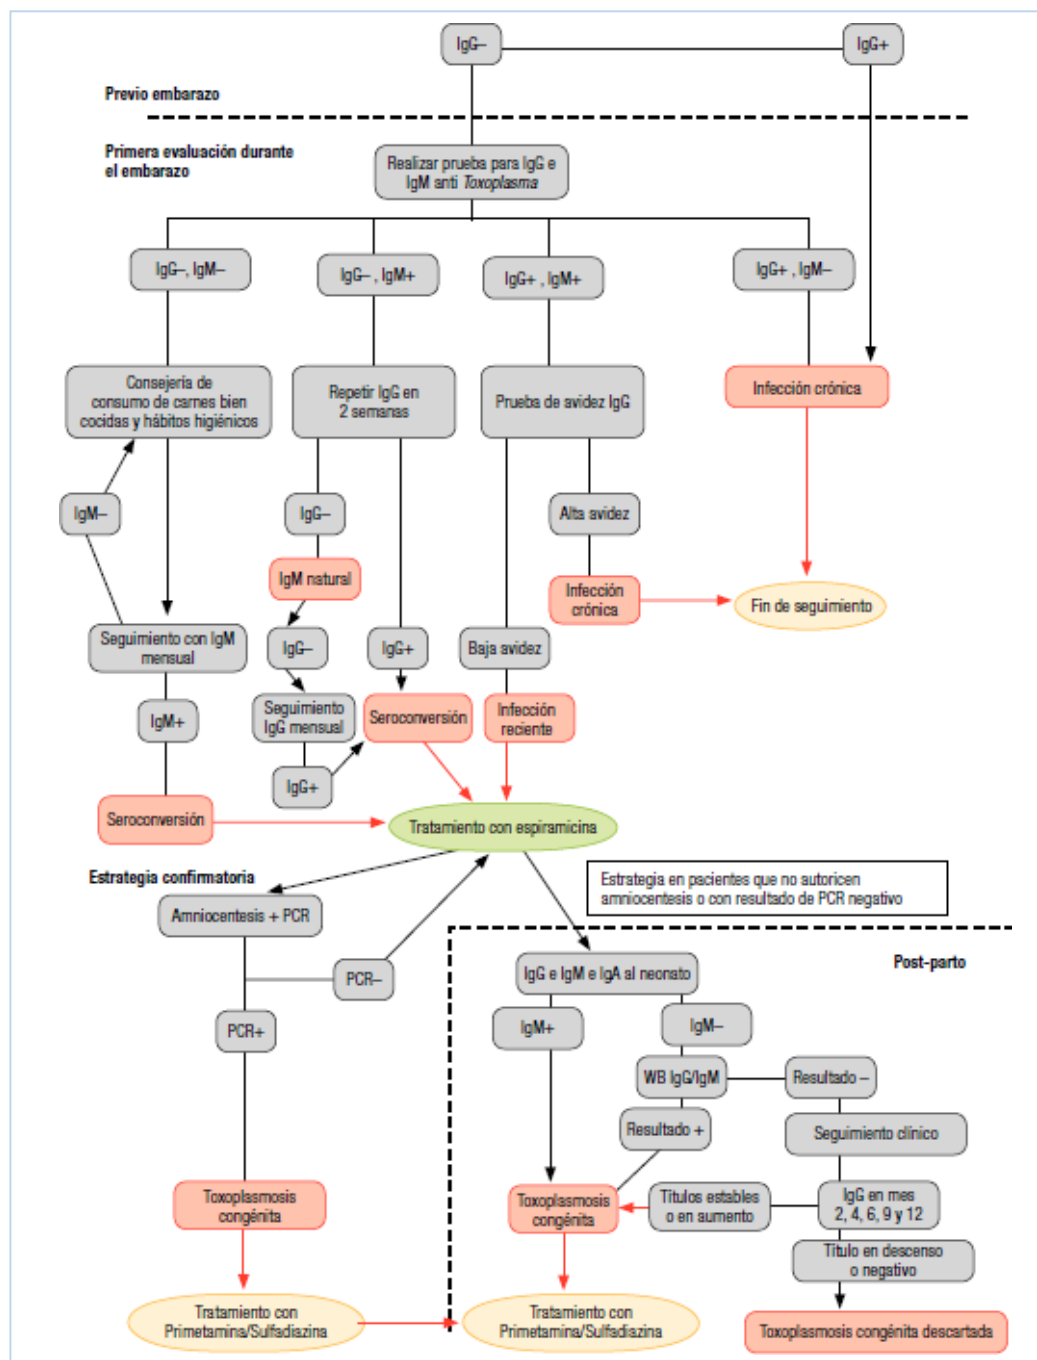 IgG–
IgG+
Previo embarazo
Primera evaluación durante
el embarazo
Realizar prueba para IgG e
IgM anti Toxoplasma
IgG–, IgM–
IgG–, IgM+
IgG+ , IgM+
IgG+ , IgM–
Consejería de
consumo de carnes bien
cocidas y hábitos higiénicos
Repetir IgG en
2 semanas
Prueba de avidez IgG
Infección crónica
IgM–
IgG–
Alta avidez
IgM natural
Infección
crónica
Fin de seguimiento
Seguimiento con IgM
mensual
IgG–
IgG+
Baja avidez
IgM+
Seguimiento
IgG mensual
Seroconversión
Infección
reciente
IgG+
Seroconversión
Tratamiento con espiramicina
Estrategia confirmatoria
Estrategia en pacientes que no autoricen
amniocentesis o con resultado de PCR negativo
Amniocentesis + PCR
Post-parto
PCR–
IgG e IgM e IgA al neonato
PCR+
IgM+
IgM–
WB IgG/IgM
Resultado –
Resultado +
Seguimiento clínico
Toxoplasmosis
congénita
Toxoplasmosis
congénita
Títulos estables
o en aumento
IgG en mes
2, 4, 6, 9 y 12
Título en descenso
o negativo
Tratamiento con
Primetamina/Sulfadiazina
Tratamiento con
Primetamina/Sulfadiazina
Toxoplasmosis congénita descartada